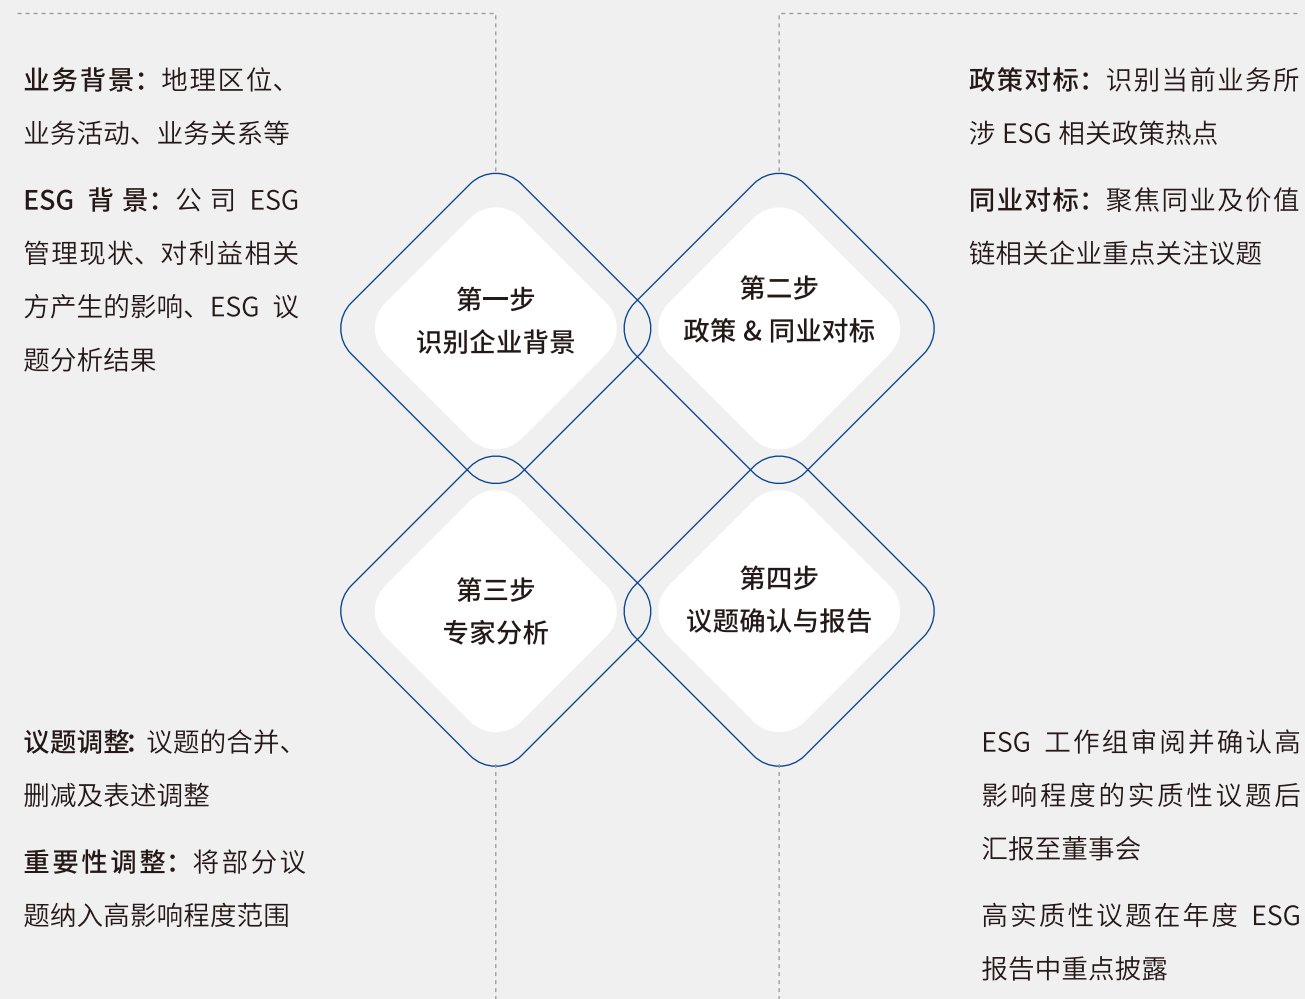 业务背景：地理区位、
业务活动、业务关系等
ESG 背景：公司 ESG
管理现状、对利益相关
方产生的影响、ESG 议
题分析结果
第一步
识别企业背景
第二步
政策 & 同业对标
政策对标：识别当前业务所
涉 ESG 相关政策热点
同业对标：聚焦同业及价值
链相关企业重点关注议题
第三步
专家分析
第四步
议题确认与报告
议题调整：议题的合并、
删减及表述调整
重要性调整：将部分议
题纳入高影响程度范围
ESG 工作组审阅并确认高
影响程度的实质性议题后
汇报至董事会
高实质性议题在年度 ESG
报告中重点披露